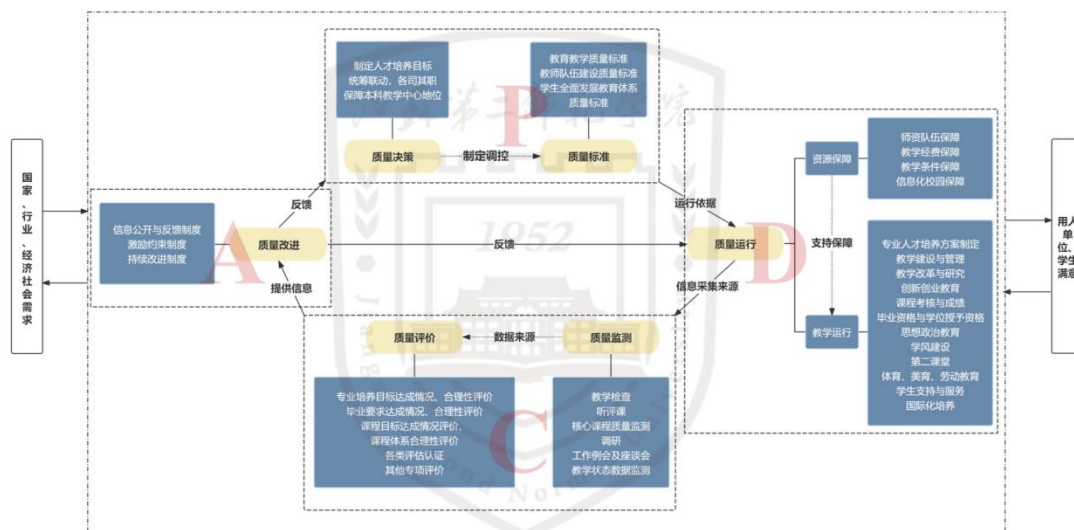 制定人才培养目标
统筹联动，各司其职
保障本科教学中心地位
教育教学质量标准
教师队伍建设质量标准
学生全面发展教育体系
质量标准
P
质量决策
制定调控
质量标准
师资队伍保障
教学经费保障
教学条件保障
信息化校园保障
资源保障
国家、行业、经济社会需求
反馈
运行依据
信息公开与反馈制度
激励约束制度
持续改进制度
A
质量改进
反馈
1952
质量运行
D
支持保障
专业人才培养方案制定
教学建设与管理
教学改革与研究
创新创业教育
课程考核与成绩
毕业资格与学位授予资格
思想政治教育
学风建设
第二课堂
体育、美育、劳动教育
学生支持与服务
国际化培养
教学运行
用人
单
位、
学生
满意
提供信息
信息采集来源
质量评价
数据来源
质量监测
专业培养目标达成情况、合理性评价
毕业要求达成情况、合理性评价
课程目标达成情况评价、
课程体系合理性评价
各类评估认证
其他专项评价
C
教学检查
听评课
核心课程质量监测
调研
工作例会及座谈会
教学状态数据监测